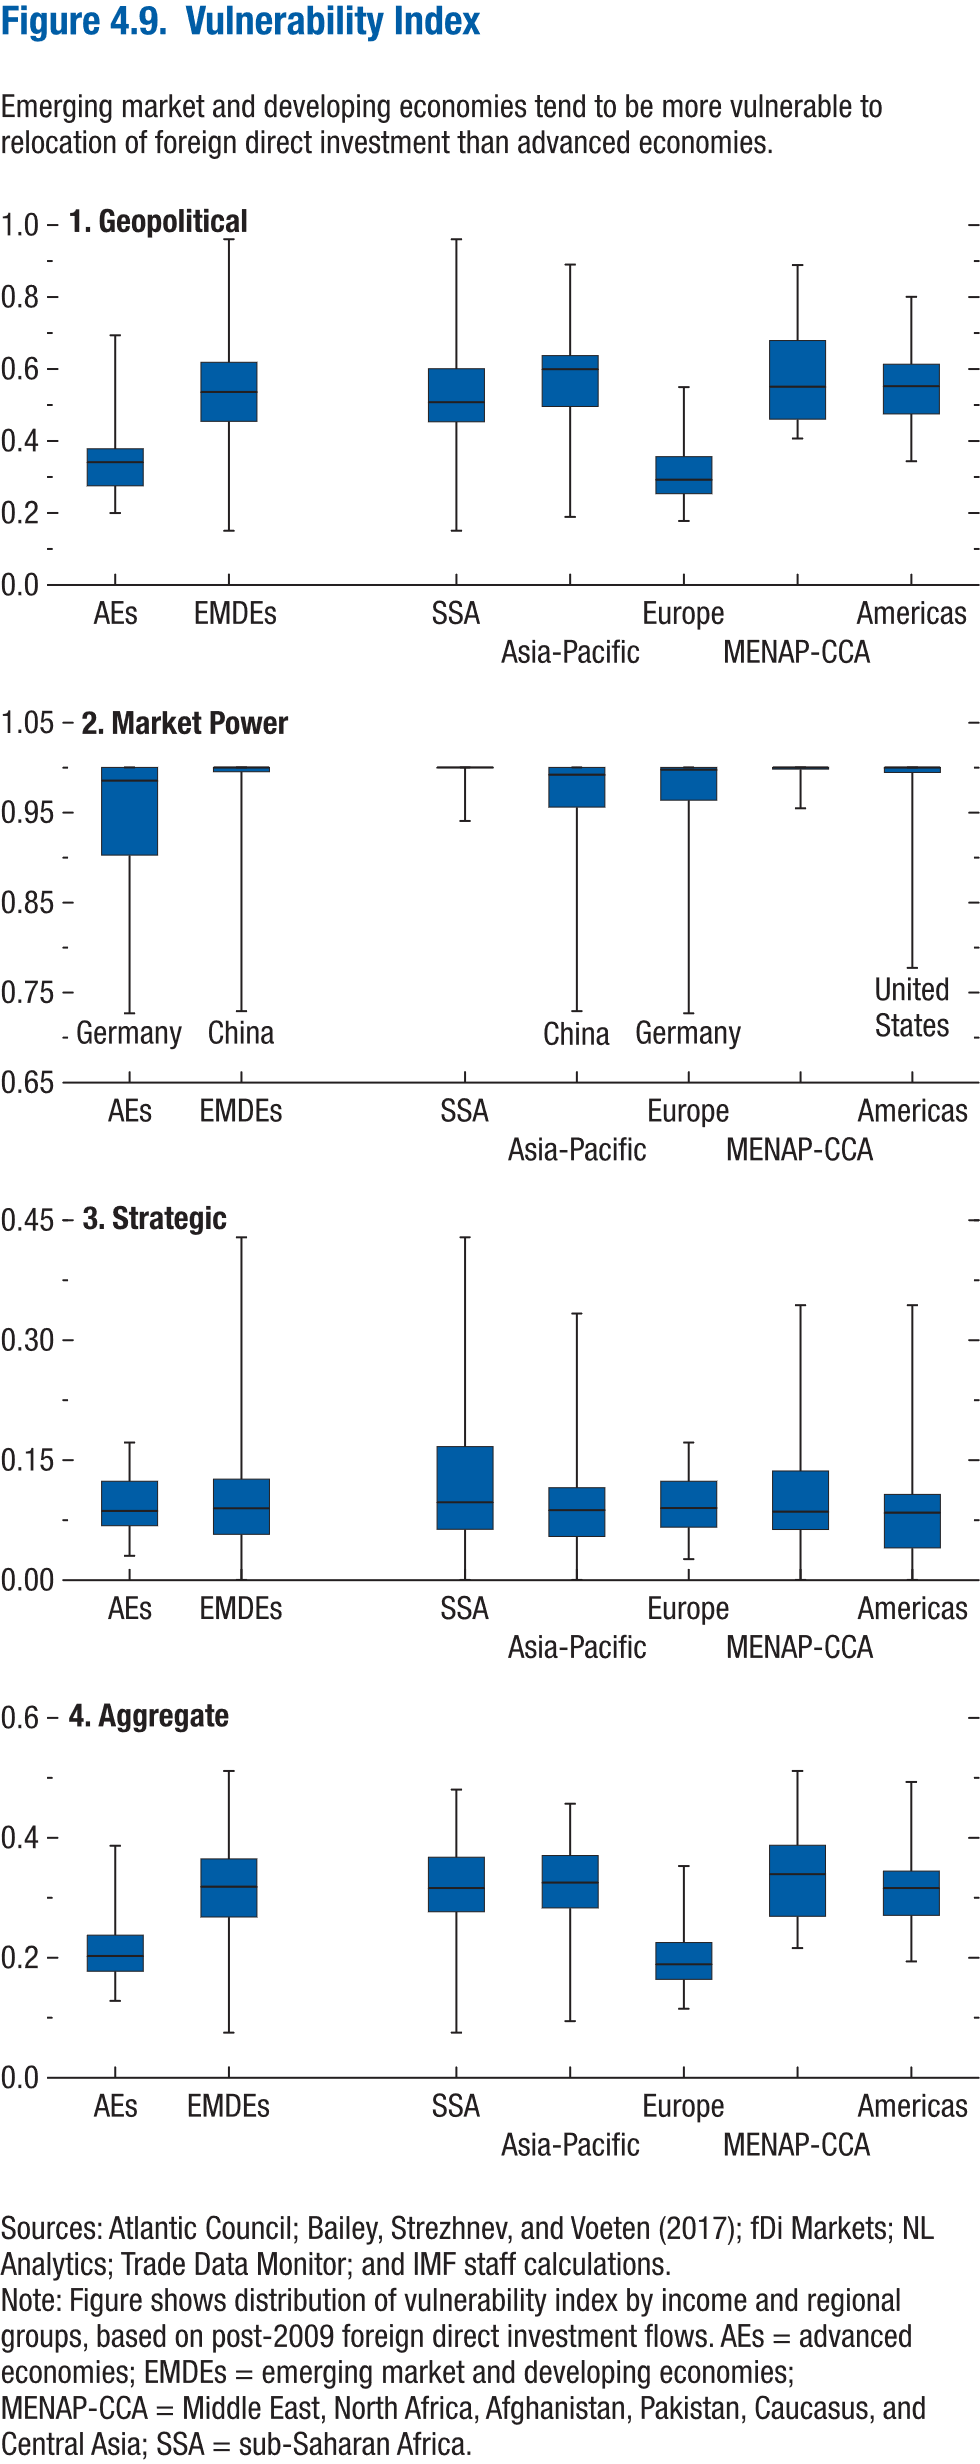 Figure 4.9. Vulnerability Index
Emerging market and developing economies tend to be more vulnerable to
relocation of foreign direct investment than advanced economies.
1.0
1. Geopolitical
0.8
0.6
0.4
0.2
0.0
AEs
EMDEs
SSA
Europe
Americas
Asia-Pacific
MENAP-CCA
1.05
2. Market Power
0.95
0.85
0.75
United
States
Germany
China
China
Germany
0.65
AEs
EMDEs
SSA
Europe
Americas
Asia-Pacific
MENAP-CCA
0.45
3. Strategic
0.30
0.15
0.00
AEs
EMDEs
SSA
Europe
Americas
Asia-Pacific
MENAP-CCA
0.6
4. Aggregate
0.4
0.2
0.0
AEs
EMDEs
SSA
Europe
Americas
Asia-Pacific
MENAP-CCA
Sources: Atlantic Council; Bailey, Strezhnev, and Voeten (2017); fDi Markets; NL
Analytics; Trade Data Monitor; and IMF staff calculations.
Note: Figure shows distribution of vulnerability index by income and regional
groups, based on post-2009 foreign direct investment flows. AEs = advanced
economies; EMDEs = emerging market and developing economies;
MENAP-CCA = Middle East, North Africa, Afghanistan, Pakistan, Caucasus, and
Central Asia; SSA = sub-Saharan Africa.